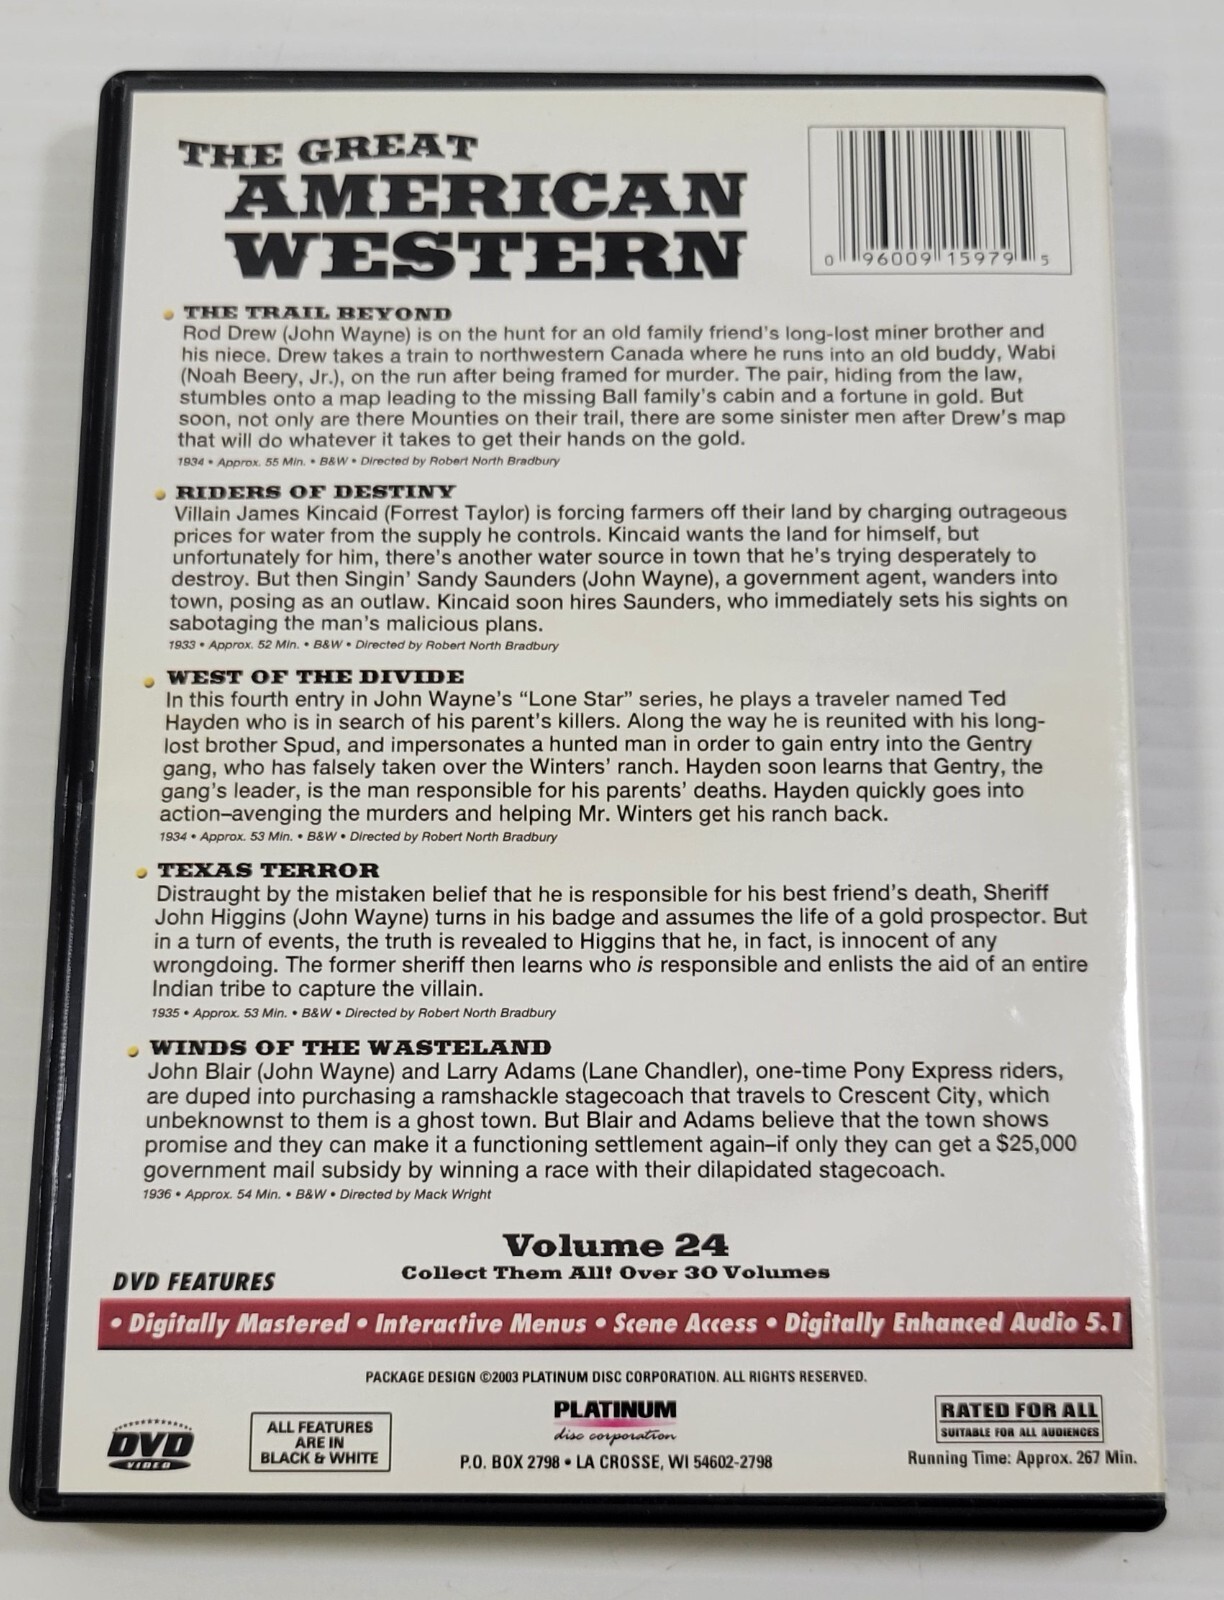 THE GREAT
AMERICAN
WESTERN
0 96009 15979 5
THE TRAIL BEYOND
Rod Drew (John Wayne) is on the hunt for an old family friend's long-lost miner brother and
his niece. Drew takes a train to northwestern Canada where he runs into an old buddy, Wabi
(Noah Beery, Jr.), on the run after being framed for murder. The pair, hiding from the law,
stumbles onto a map leading to the missing Ball family's cabin and a fortune in gold. But
soon, not only are there Mounties on their trail, there are some sinister men after Drew's map
that will do whatever it takes to get their hands on the gold.
1934 • Approx. 55 Min. • B&W • Directed by Robert North Bradbury
RIDERS OF DESTINY
Villain James Kincaid (Forrest Taylor) is forcing farmers off their land by charging outrageous
prices for water from the supply he controls. Kincaid wants the land for himself, but
unfortunately for him, there's another water source in town that he's trying desperately to
destroy. But then Singin' Sandy Saunders (John Wayne), a government agent, wanders into
town, posing as an outlaw. Kincaid soon hires Saunders, who immediately sets his sights on
sabotaging the man's malicious plans.
1933 • Approx. 52 Min. • B&W • Directed by Robert North Bradbury
WEST OF THE DIVIDE
In this fourth entry in John Wayne's “Lone Star” series, he plays a traveler named Ted
Hayden who is in search of his parent's killers. Along the way he is reunited with his long-
lost brother Spud, and impersonates a hunted man in order to gain entry into the Gentry
gang, who has falsely taken over the Winters' ranch. Hayden soon learns that Gentry, the
gang's leader, is the man responsible for his parents' deaths. Hayden quickly goes into
action–avenging the murders and helping Mr. Winters get his ranch back.
1934 • Approx. 53 Min. • B&W • Directed by Robert North Bradbury
TEXAS TERROR
Distraught by the mistaken belief that he is responsible for his best friend's death, Sheriff
John Higgins (John Wayne) turns in his badge and assumes the life of a gold prospector. But
in a turn of events, the truth is revealed to Higgins that he, in fact, is innocent of any
wrongdoing. The former sheriff then learns who is responsible and enlists the aid of an entire
Indian tribe to capture the villain.
1935 • Approx. 53 Min. • B&W • Directed by Robert North Bradbury
WINDS OF THE WASTELAND
John Blair (John Wayne) and Larry Adams (Lane Chandler), one-time Pony Express riders,
are duped into purchasing a ramshackle stagecoach that travels to Crescent City, which
unbeknownst to them is a ghost town. But Blair and Adams believe that the town shows
promise and they can make it a functioning settlement again–if only they can get a $25,000
government mail subsidy by winning a race with their dilapidated stagecoach.
1936 • Approx. 54 Min. • B&W • Directed by Mack Wright
Volume 24
Collect Them All! Over 30 Volumes
DVD FEATURES
• Digitally Mastered • Interactive Menus • Scene Access • Digitally Enhanced Audio 5.1
PACKAGE DESIGN ©2003 PLATINUM DISC CORPORATION. ALL RIGHTS RESERVED.
DVD
VIDEO
ALL FEATURES
ARE IN
BLACK & WHITE
PLATINUM
disc corporation
P.O. BOX 2798 • LA CROSSE, WI 54602-2798
RATED FOR ALL
SUITABLE FOR ALL AUDIENCES
Running Time: Approx. 267 Min.